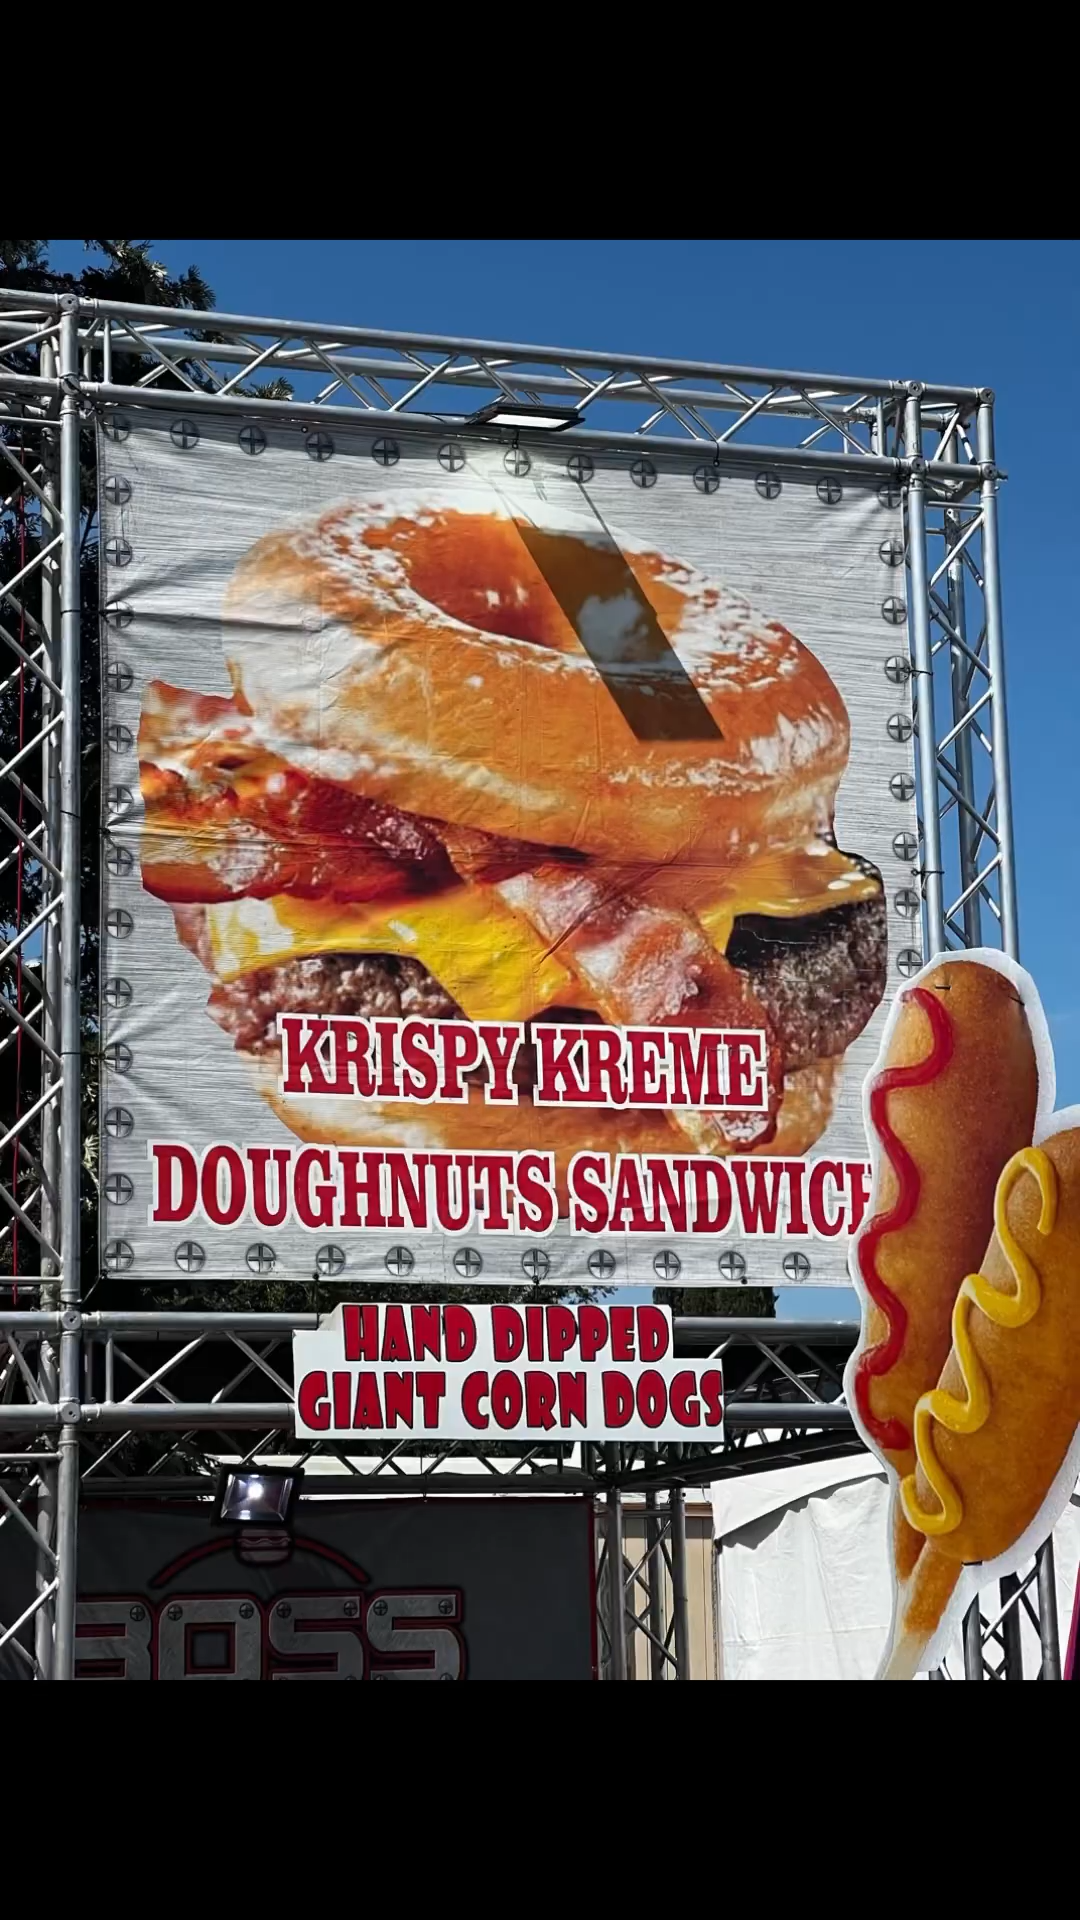 KRISPY KREME
DOUGHNUTS SANDWICH
HAND DIPPED
GIANT CORN DOGS
BOSS